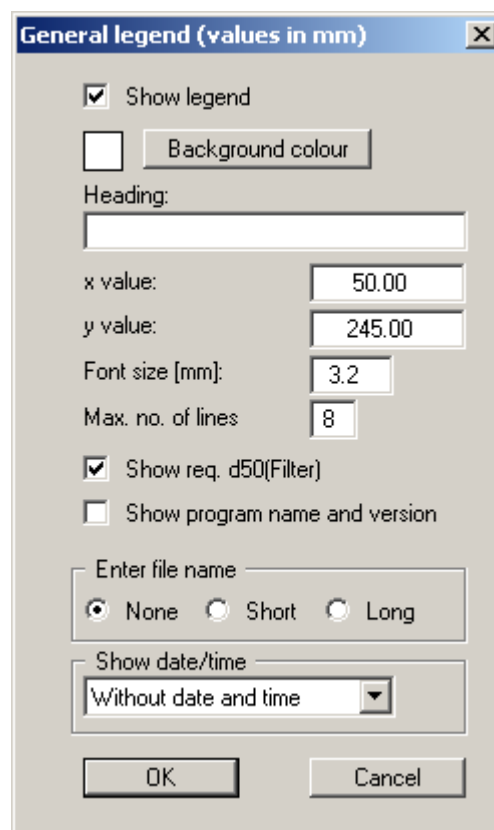 General legend (values in mm)
Show legend
Background colour
Heading:
x value: 50.00
y value: 245.00
Font size [mm]: 3.2
Max. no. of lines 8
Show req. d50(Filter)
Show program name and version
Enter file name
None Short Long
Show date/time
Without date and time
OK Cancel